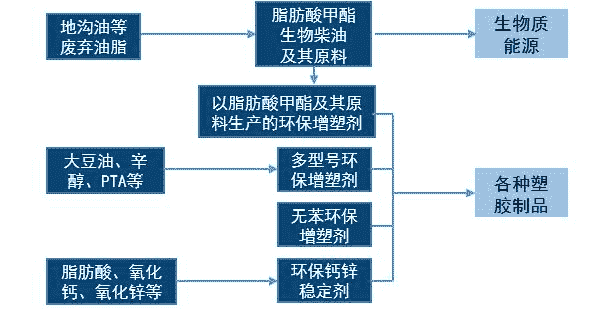 地沟油等
废弃油脂
脂肪酸甲酯
生物柴油
及其原料
生物质
能源
以脂肪酸甲酯及其原
料生产的环保增塑剂
大豆油、辛
醇、PTA等
多型号环
保增塑剂
各种塑
胶制品
无苯环保
增塑剂
脂肪酸、氧化
钙、氧化锌等
环保钙锌
稳定剂